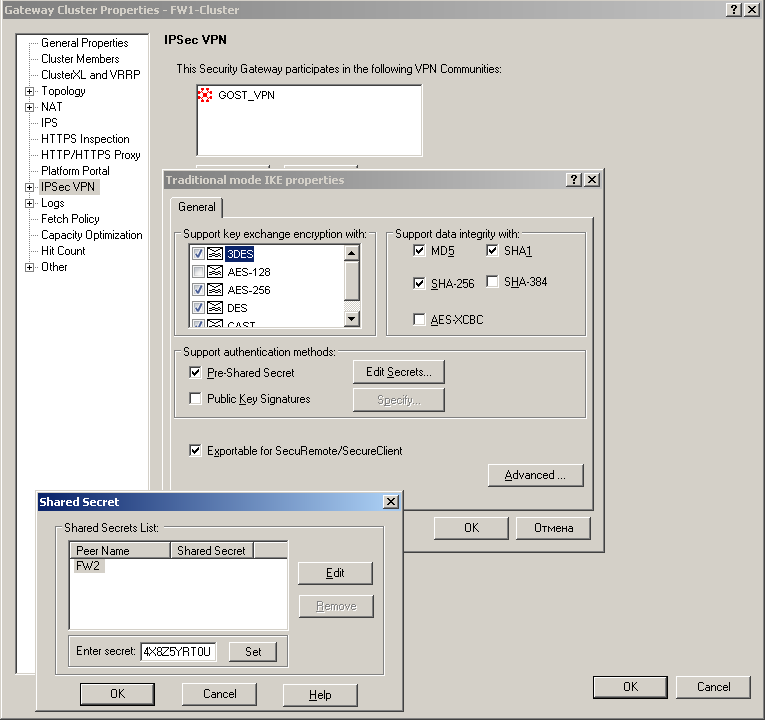 Gateway Cluster Properties - FW1-Cluster
General Properties
Cluster Members
ClusterXL and VRRP
Topology
NAT
IPS
HTTPS Inspection
HTTP/HTTPS Proxy
Platform Portal
IPSec VPN
Logs
Fetch Policy
Capacity Optimization
Hit Count
Other
IPSec VPN
This Security Gateway participates in the following VPN Communities:
GOST_VPN
Traditional mode IKE properties
General
Support key exchange encryption with:
3DES
AES-128
AES-256
DES
CAST
Support data integrity with:
MD5
SHA1
SHA-256
SHA-384
AES-XCBC
Support authentication methods:
Pre-Shared Secret
Edit Secrets...
Public Key Signatures
Specify...
Exportable for SecuRemote/SecureClient
Advanced ...
OK
Отмена
Shared Secret
Shared Secrets List:
Peer Name
Shared Secret
FW2
Edit
Remove
Enter secret:
4X8Z5YRT0U
Set
OK
Cancel
Help
OK
Cancel